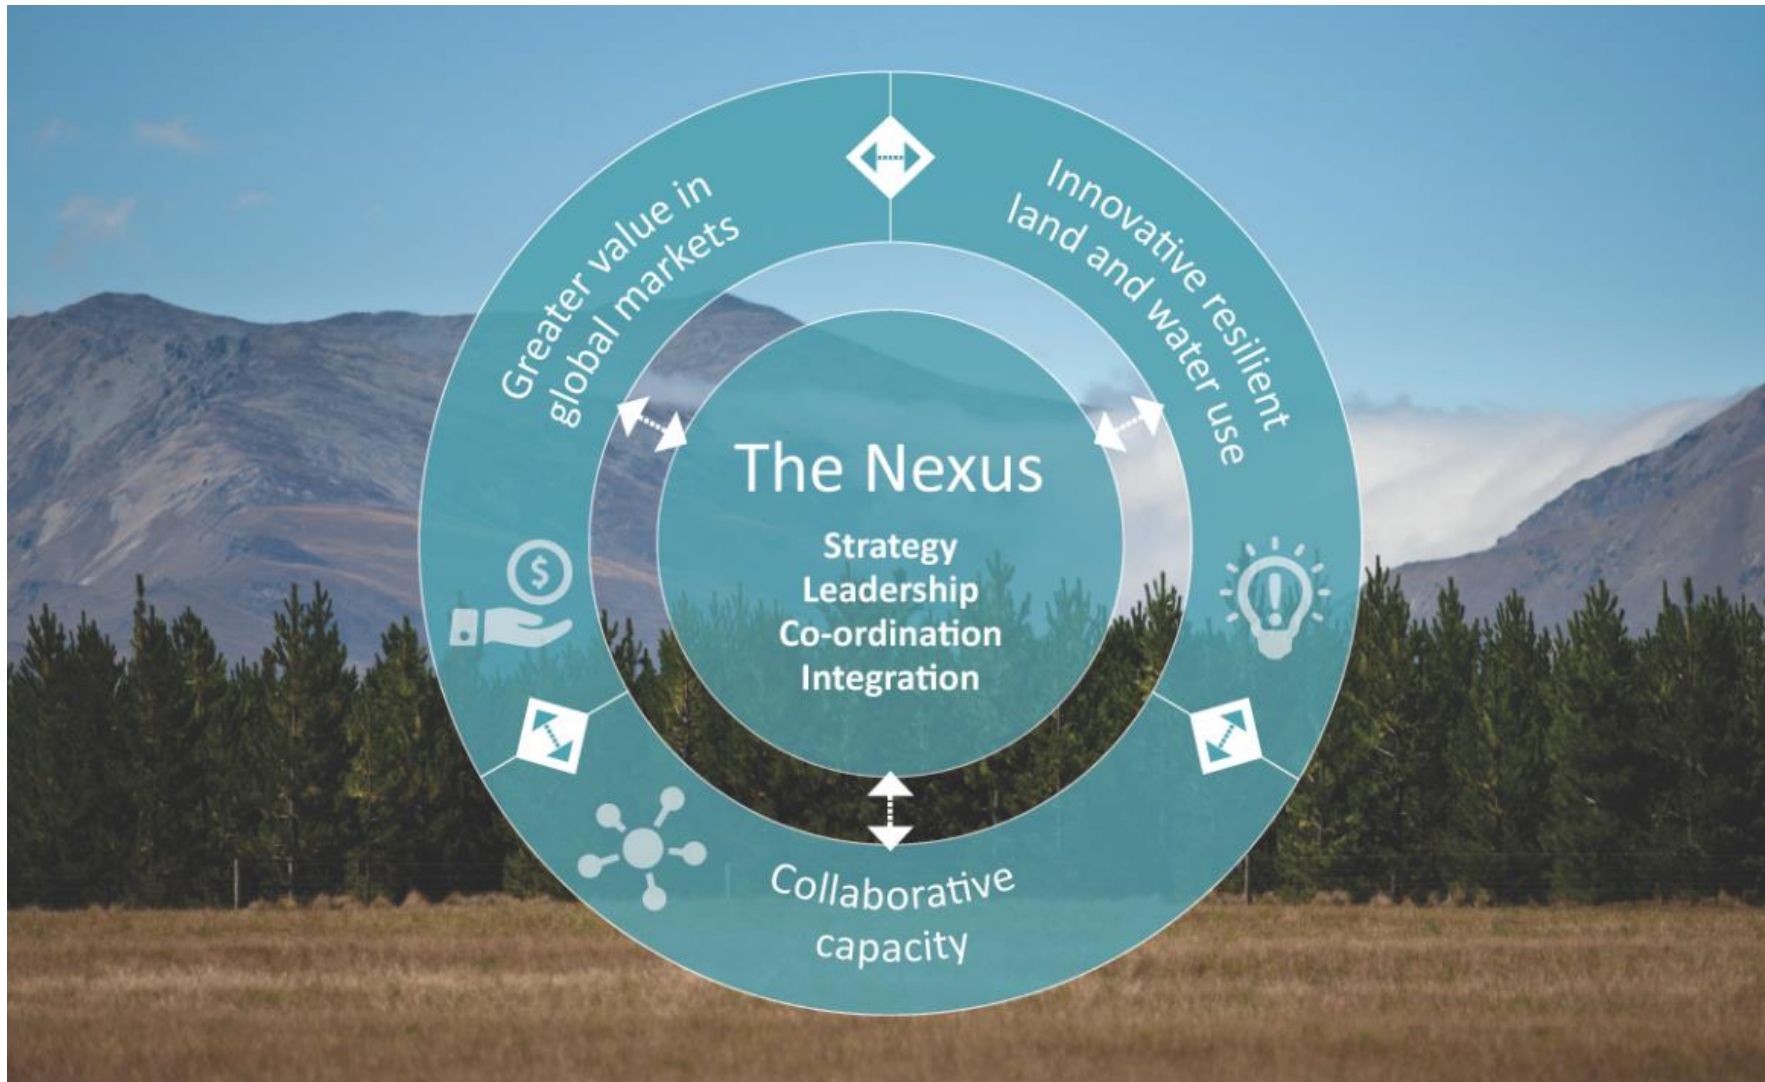 Greater value in
global markets
Innovative resilient
land and water use
The Nexus
Strategy
Leadership
Co-ordination
Integration
$
Collaborative
capacity